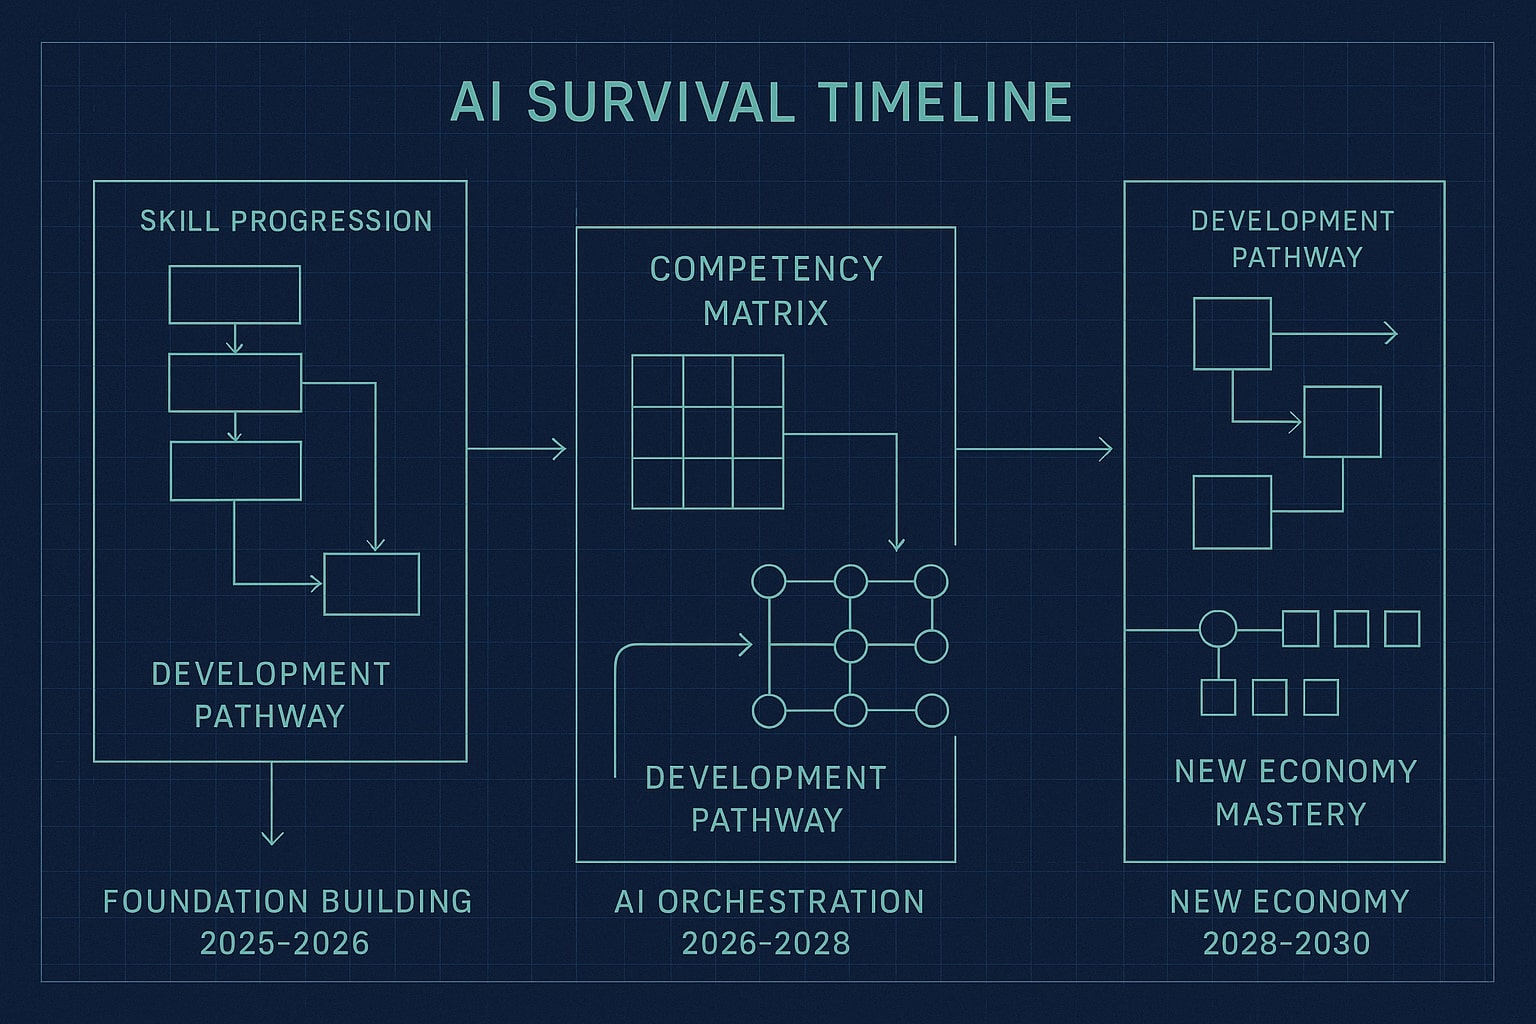 AI SURVIVAL TIMELINE
SKILL PROGRESSION
DEVELOPMENT
PATHWAY
FOUNDATION BUILDING
2025–2026
COMPETENCY
MATRIX
DEVELOPMENT
PATHWAY
AI ORCHESTRATION
2026–2028
DEVELOPMENT
PATHWAY
NEW ECONOMY
MASTERY
NEW ECONOMY
2028–2030